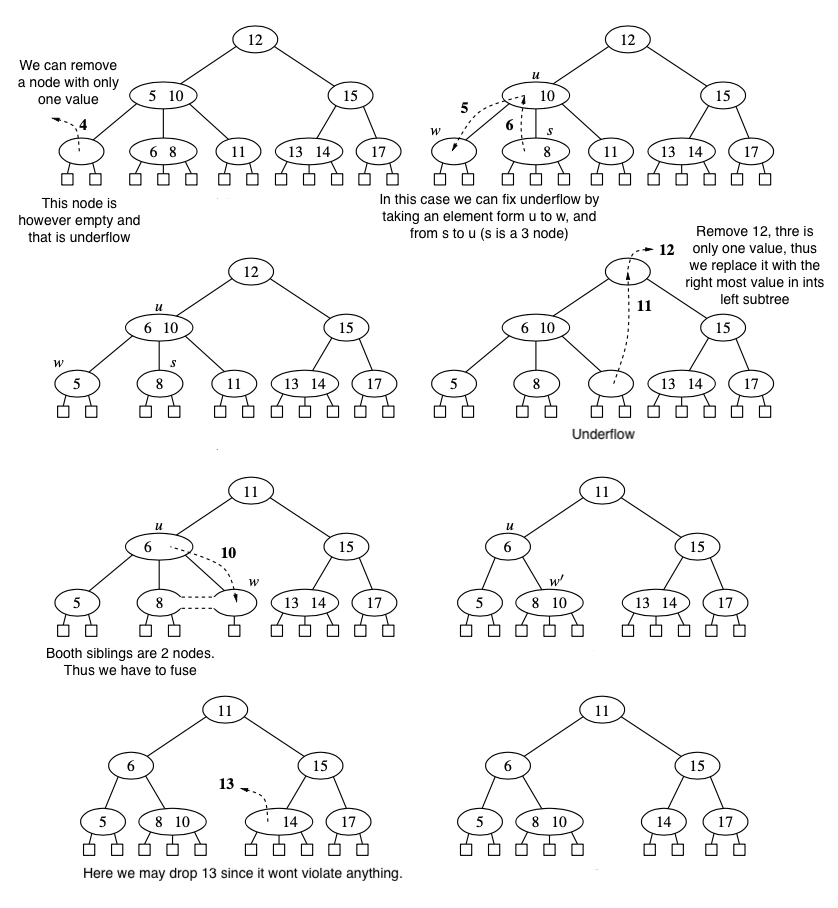 12
We can remove
a node with only
one value
5 10
15
4
6 8
11
13 14
17
This node is
however empty and
that is underflow
12
u
10
15
5
w
6
s
8
11
13 14
17
In this case we can fix underflow by
taking an element form u to w, and
from s to u (s is a 3 node)
12
u
6 10
15
w
s
5
8
11
13 14
17
Remove 12, thre is
only one value, thus
we replace it with the
right most value in ints
left subtree
12
11
6 10
15
5
8
13 14
17
Underflow
11
u
6
10
15
w
5
8
13 14
17
Booth siblings are 2 nodes.
Thus we have to fuse
11
u
6
15
w'
5
8 10
13 14
17
11
6
15
13
5
8 10
14
17
Here we may drop 13 since it wont violate anything.
11
6
15
5
8 10
14
17